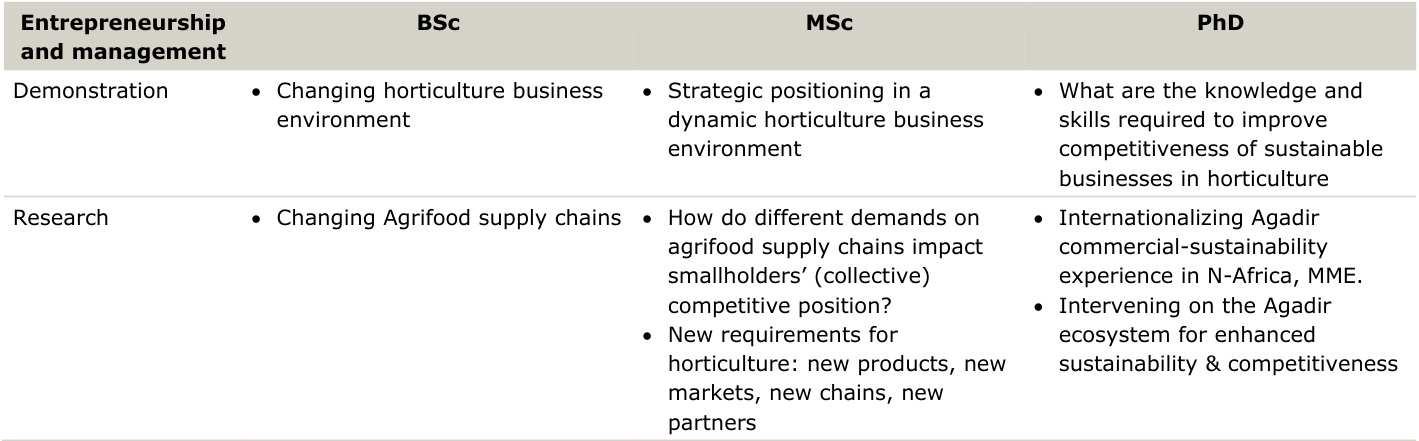 Entrepreneurship
and management
BSc
MSc
PhD
Demonstration
• Changing horticulture business
environment
• Strategic positioning in a
dynamic horticulture business
environment
• What are the knowledge and
skills required to improve
competitiveness of sustainable
businesses in horticulture
Research
• Changing Agrifood supply chains
• How do different demands on
agrifood supply chains impact
smallholders’ (collective)
competitive position?
• New requirements for
horticulture: new products, new
markets, new chains, new
partners
• Internationalizing Agadir
commercial-sustainability
experience in N-Africa, MME.
• Intervening on the Agadir
ecosystem for enhanced
sustainability & competitiveness